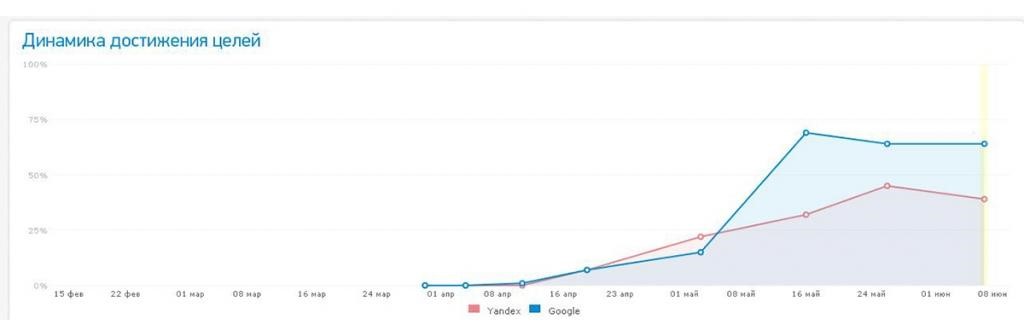 Динамика достижения целей
100%
75%
50%
25%
0%
15 фев 22 фев 01 мар 08 мар 16 мар 24 мар 01 апр 08 апр 16 апр 23 апр 01 май 08 май 16 май 24 май 01 июн 08 июн
Yandex Google